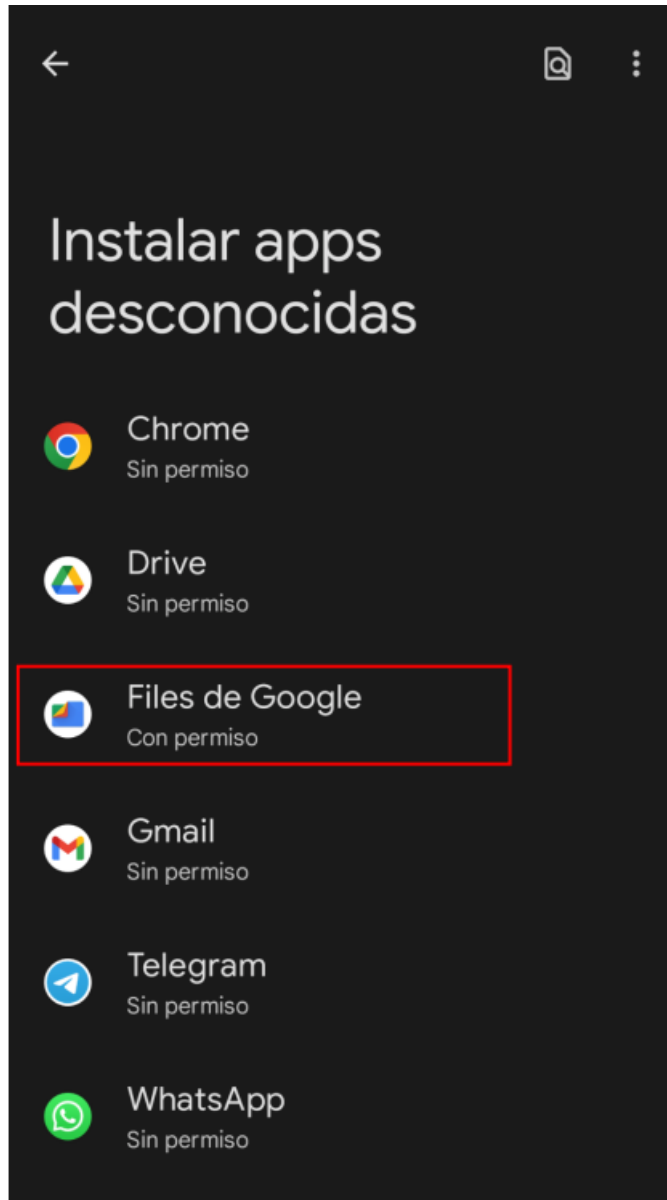 Instalar apps
desconocidas
Chrome
Sin permiso
Drive
Sin permiso
Files de Google
Con permiso
Gmail
Sin permiso
Telegram
Sin permiso
WhatsApp
Sin permiso